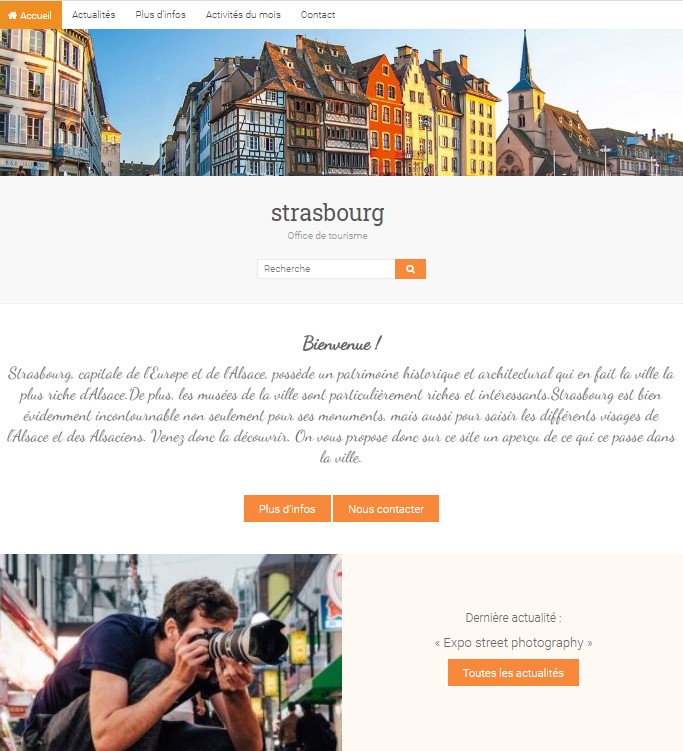 Accueil Actualités Plus d'infos Activités du mois Contact
strasbourg
Office de tourisme
Recherche
Bienvenue !
Strasbourg, capitale de l'Europe et de l'Alsace, possède un patrimoine historique et architectural qui en fait la ville la
plus riche d'Alsace.De plus, les musées de la ville sont particulièrement riches et intéressants.Strasbourg est bien
évidemment incontournable non seulement pour ses monuments, mais aussi pour saisir les différents visages de
l'Alsace et des Alsaciens. Venez donc la découvrir. On vous propose donc sur ce site un aperçu de ce qui ce passe dans
la ville.
Plus d'infos Nous contacter
Dernière actualité :
« Expo street photography »
Toutes les actualités